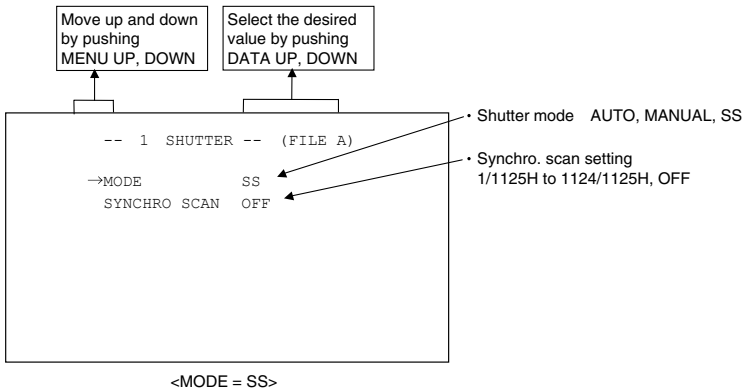 Move up and down
by pushing
MENU UP, DOWN
Select the desired
value by pushing
DATA UP, DOWN
-- 1 SHUTTER -- (FILE A)
→MODE SS
SYNCHRO SCAN OFF
• Shutter mode AUTO, MANUAL, SS
• Synchro. scan setting
1/1125H to 1124/1125H, OFF
<MODE = SS>